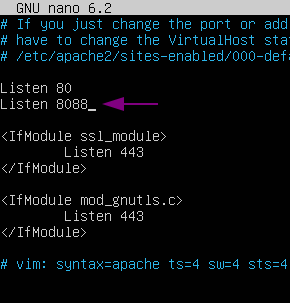 GNU nano 6.2
# If you just change the port or add
# have to change the VirtualHost sta
# /etc/apache2/sites-enabled/000-defa
Listen 80
Listen 8088_
<IfModule ssl_module>
Listen 443
</IfModule>
<IfModule mod_gnutls.c>
Listen 443
</IfModule>
# vim: syntax=apache ts=4 sw=4 sts=4